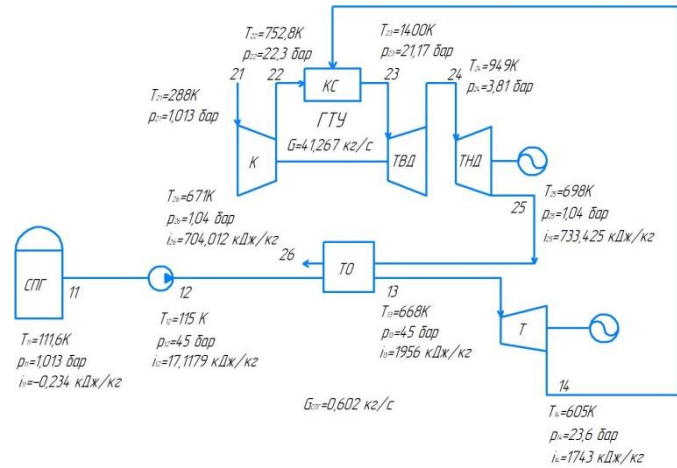 T₂₂=752,8K
p₂₂=22,3 бар
T₂₃=1400K
p₂₃=21,17 бар
T₂₄=949K
p₂₄=3,81 бар
21
22
23
24
КС
T₂₁=288K
p₂₁=1,013 бар
ГТУ
G=41,267 кг/с
К
ТВД
ТНД
25
T₂₆=671K
p₂₆=1,04 бар
i₂₆=704,012 кДж/кг
T₂₅=698K
p₂₅=1,04 бар
i₂₅=733,425 кДж/кг
26
ТО
СПГ
11
12
13
T₁₁=111,6K
p₁₁=1,013 бар
i₁₁=-0,234 кДж/кг
T₁₂=115 K
p₁₂=45 бар
i₁₂=17,1179 кДж/кг
T₁₃=668K
p₁₃=45 бар
i₁₃=1956 кДж/кг
Т
14
Gспг=0,602 кг/с
T₁₄=605K
p₁₄=23,6 бар
i₁₄=1743 кДж/кг